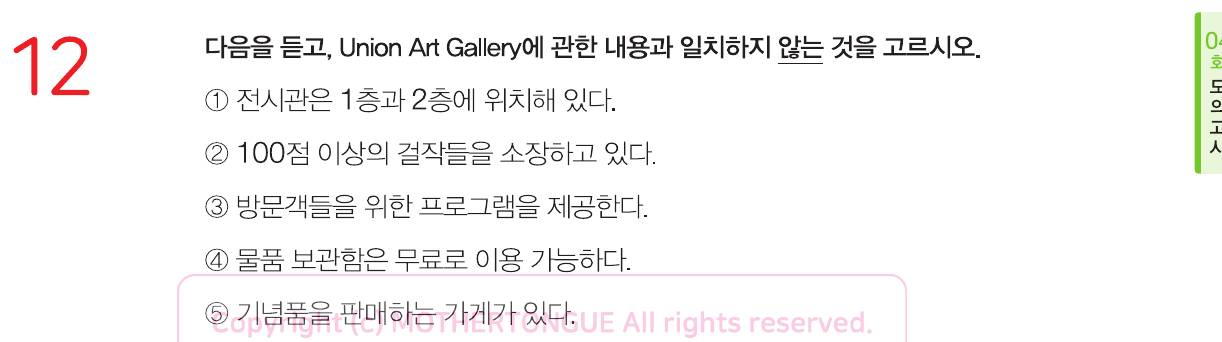 12
다음을 듣고, Union Art Gallery에 관한 내용과 일치하지 않는 것을 고르시오.
① 전시관은 1층과 2층에 위치해 있다.
② 100점 이상의 걸작들을 소장하고 있다.
③ 방문객들을 위한 프로그램을 제공한다.
④ 물품 보관함은 무료로 이용 가능하다.
⑤ 기념품을 판매하는 가게가 있다.
Copyright (c) MOTHERTONGUE All rights reserved.
04
회
모
의
고
사